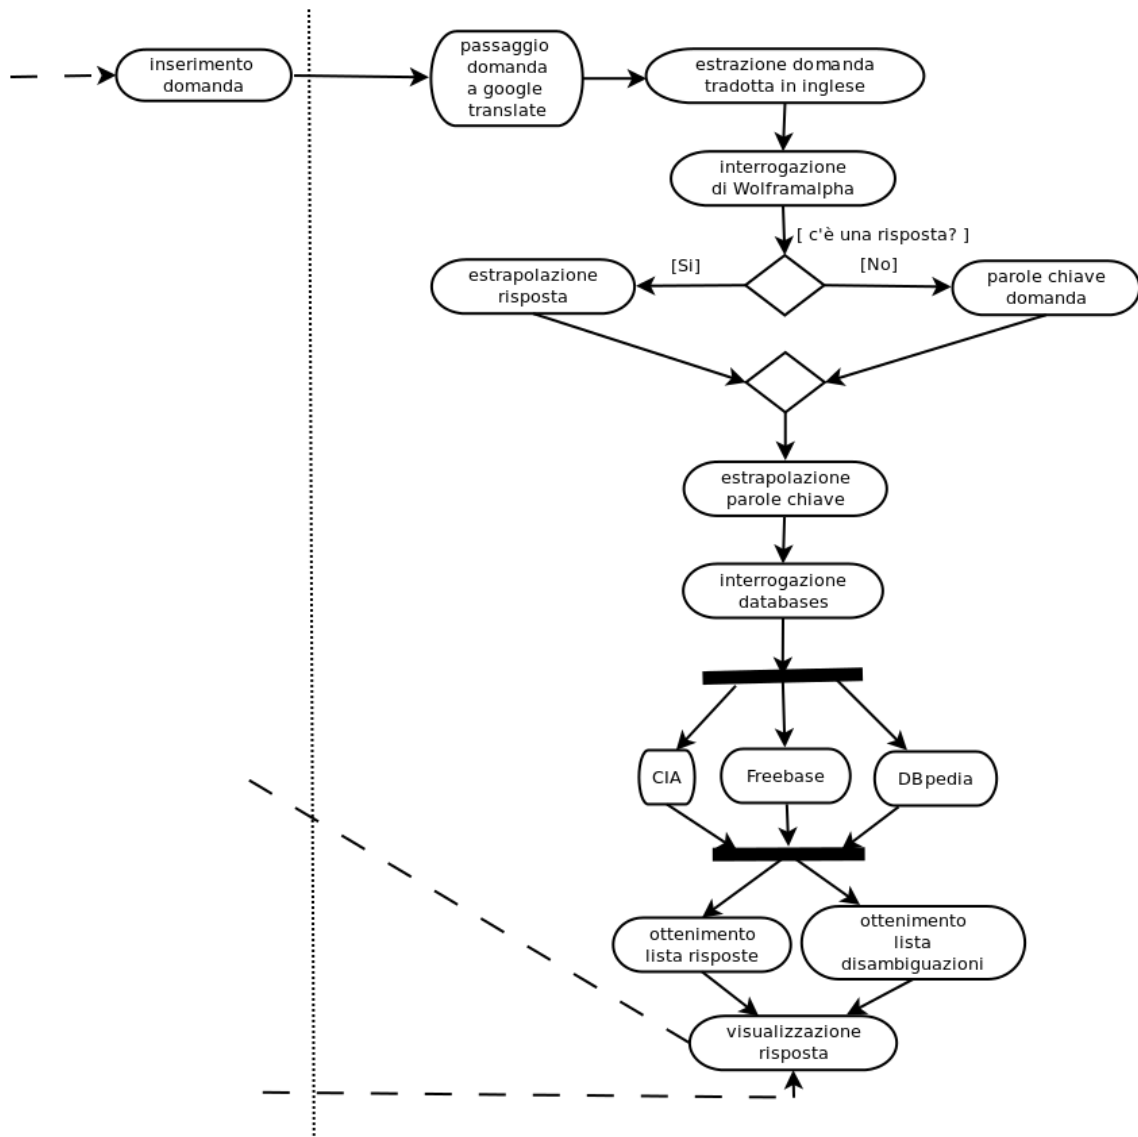 inserimento
domanda
passaggio
domanda
a google
translate
estrazione domanda
tradotta in inglese
interrogazione
di Wolframalpha
[ c'è una risposta? ]
[Si]
[No]
estrapolazione
risposta
parole chiave
domanda
estrapolazione
parole chiave
interrogazione
databases
CIA
Freebase
DBpedia
ottenimento
lista risposte
ottenimento
lista
disambiguazioni
visualizzazione
risposta